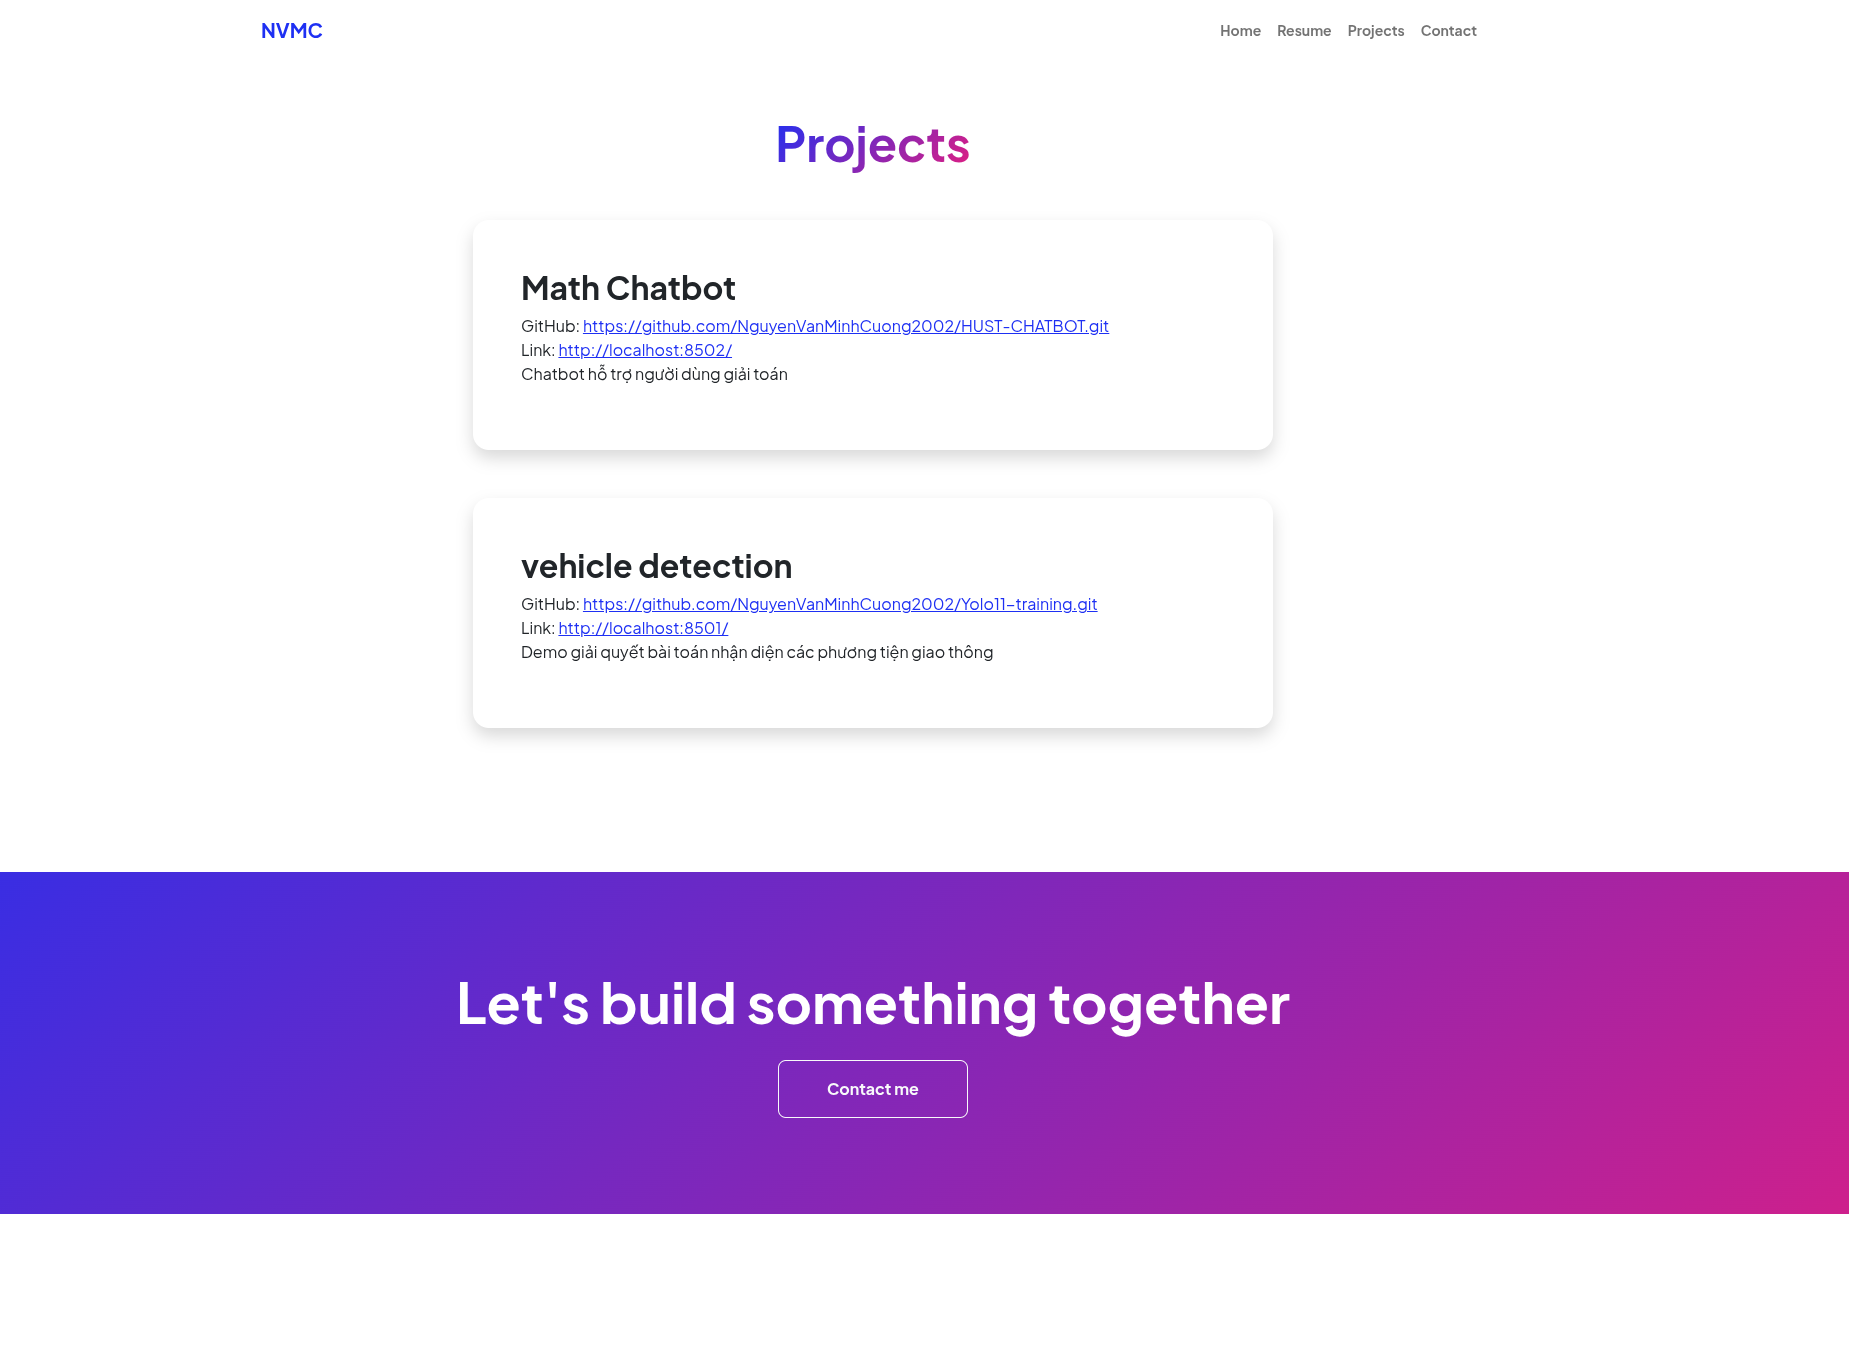 NVMC
Home Resume Projects Contact
Projects
Math Chatbot
GitHub: https://github.com/NguyenVanMinhCuong2002/HUST-CHATBOT.git
Link: http://localhost:8502/
Chatbot hỗ trợ người dùng giải toán
vehicle detection
GitHub: https://github.com/NguyenVanMinhCuong2002/Yolo11-training.git
Link: http://localhost:8501/
Demo giải quyết bài toán nhận diện các phương tiện giao thông
Let's build something together
Contact me